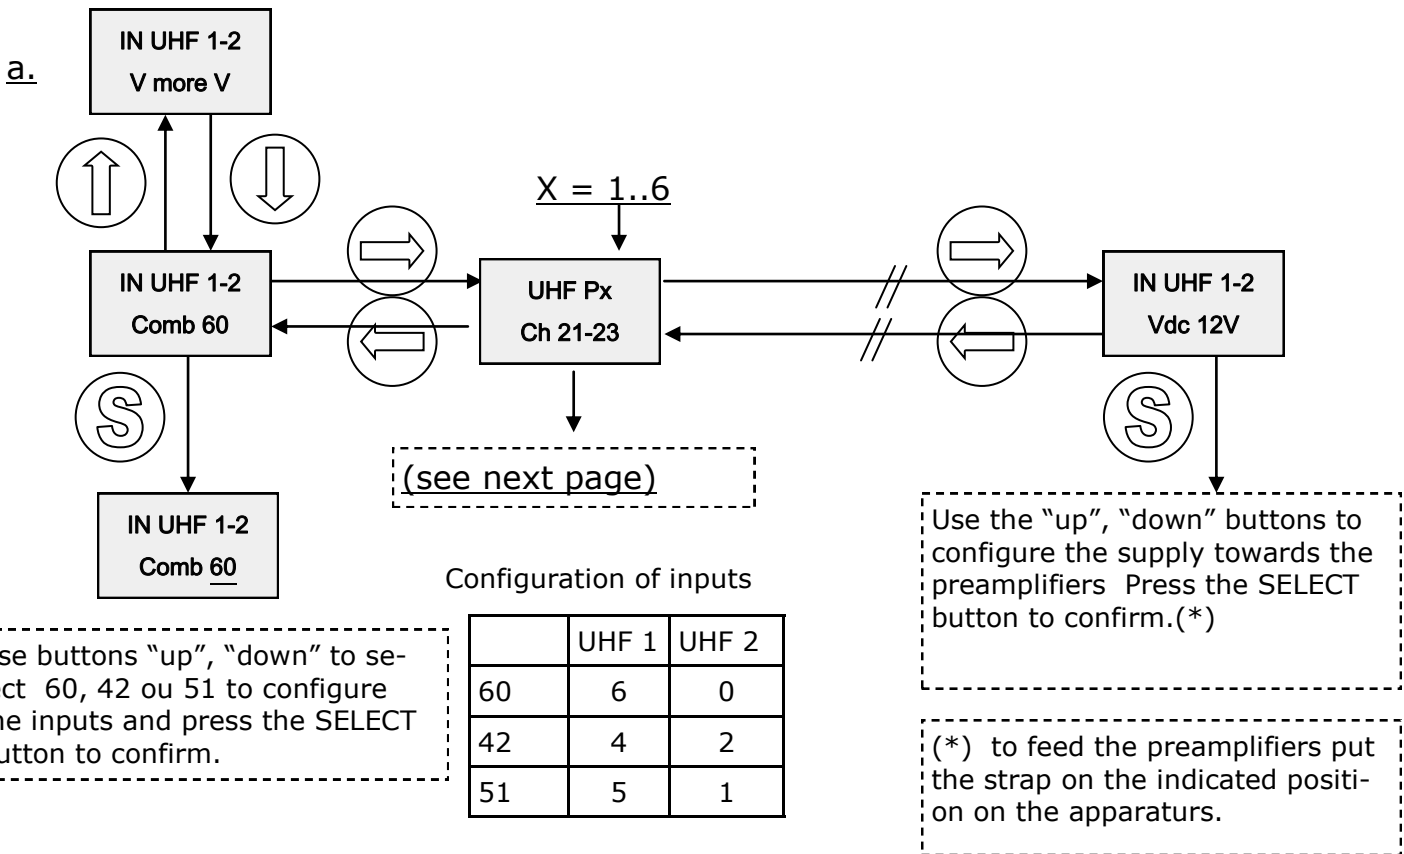 IN UHF 1-2
V more V
a.
X = 1..6
IN UHF 1-2
Comb 60
UHF Px
Ch 21-23
IN UHF 1-2
Vdc 12V
S
S
(see next page)
IN UHF 1-2
Comb 60
Use the “up”, “down” buttons to
configure the supply towards the
preamplifiers Press the SELECT
button to confirm.(*)
Configuration of inputs
UHF 1 UHF 2
60 6 0
42 4 2
51 5 1
se buttons “up”, “down” to se-
ect 60, 42 ou 51 to configure
he inputs and press the SELECT
utton to confirm.
(*) to feed the preamplifiers put
the strap on the indicated positi-
on on the apparaturs.